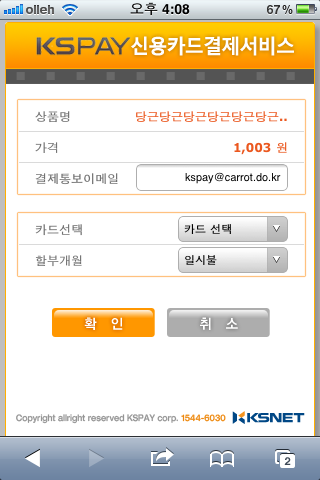 olleh 오후 4:08 67%
KSPAY 신용카드결제서비스
상품명 당근당근당근당근당근당근..
가격 1,003 원
결제통보이메일 kspay@carrot.do.kr
카드선택 카드 선택
할부개월 일시불
확 인 취 소
Copyright allright reserved KSPAY corp. 1544-6030 KSNET
2